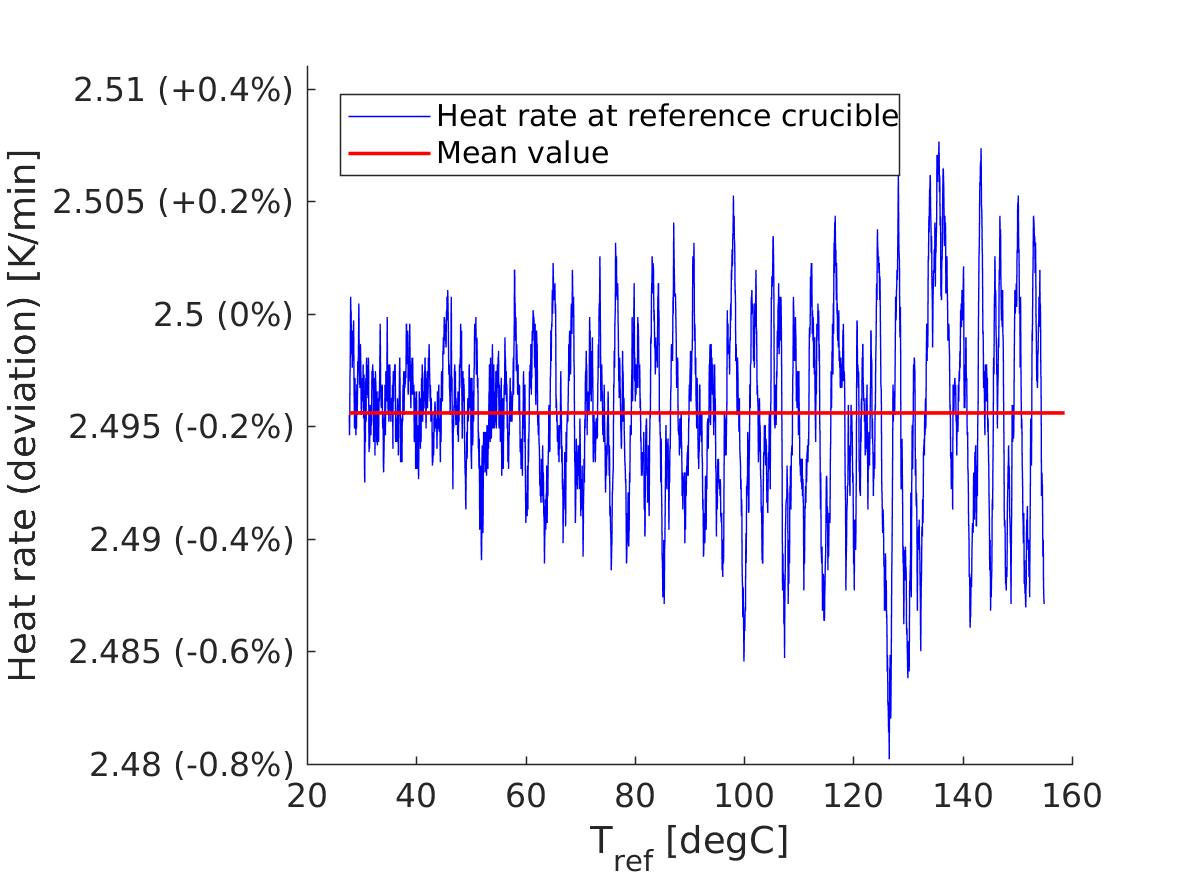 Heat rate (deviation) [K/min]
2.51 (+0.4%)
2.505 (+0.2%)
2.5 (0%)
2.495 (-0.2%)
2.49 (-0.4%)
2.485 (-0.6%)
2.48 (-0.8%)
Heat rate at reference crucible
Mean value
20 40 60 80 100 120 140 160
T_ref [degC]